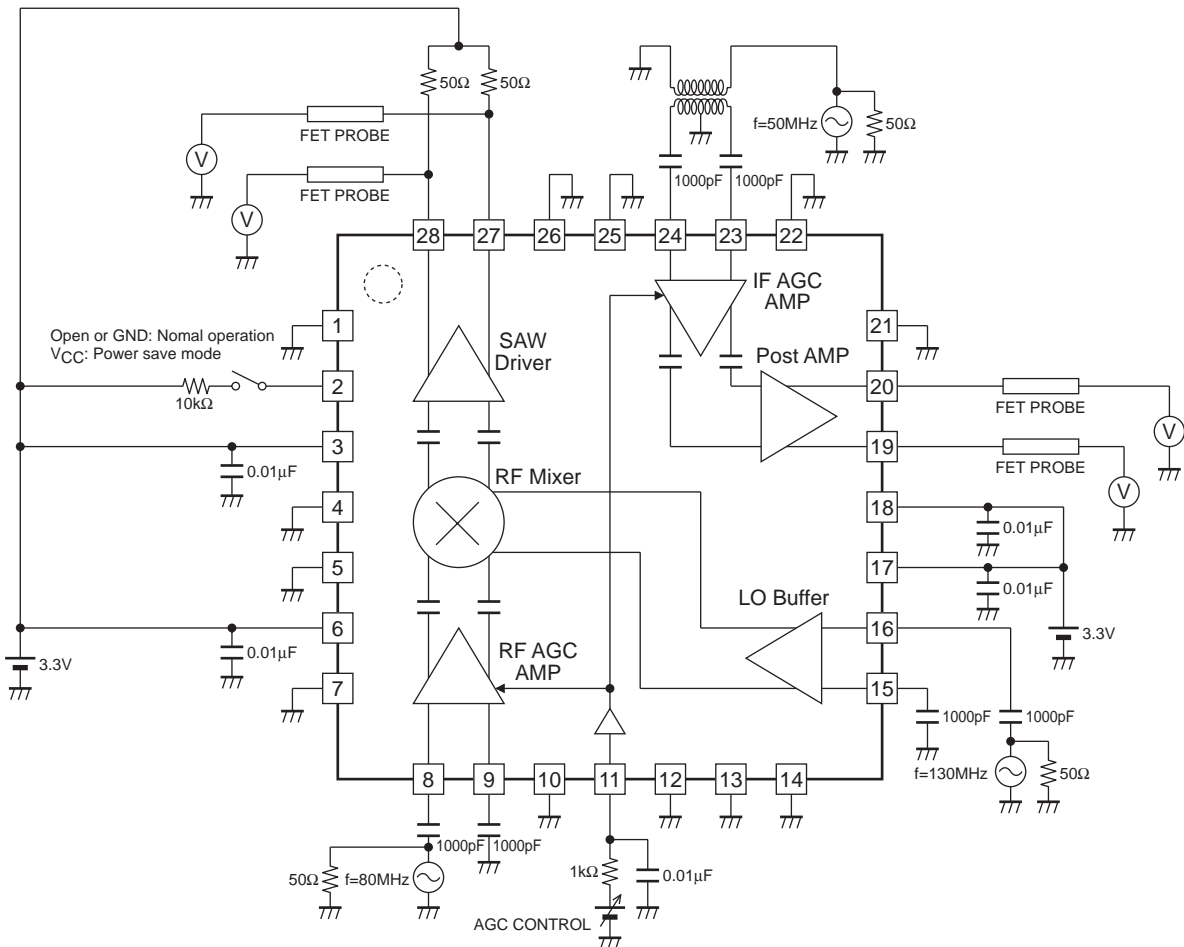 50Ω
50Ω
FET PROBE
V
FET PROBE
V
f=50MHz
50Ω
1000pF
1000pF
28
27
26
25
24
23
22
IF AGC
AMP
Open or GND: Nomal operation
VCC: Power save mode
1
SAW
Driver
21
Post AMP
2
10kΩ
20
FET PROBE
V
3
0.01µF
19
FET PROBE
V
RF Mixer
4
18
0.01µF
5
17
0.01µF
LO Buffer
6
0.01µF
3.3V
16
3.3V
RF AGC
AMP
7
15
1000pF
1000pF
f=130MHz
50Ω
8
9
10
11
12
13
14
1000pF
1000pF
50Ω
f=80MHz
1kΩ
0.01µF
AGC CONTROL